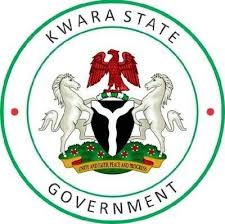 KWARA STATE
UNITY AND FAITH, PEACE AND PROGRESS
GOVERNMENT